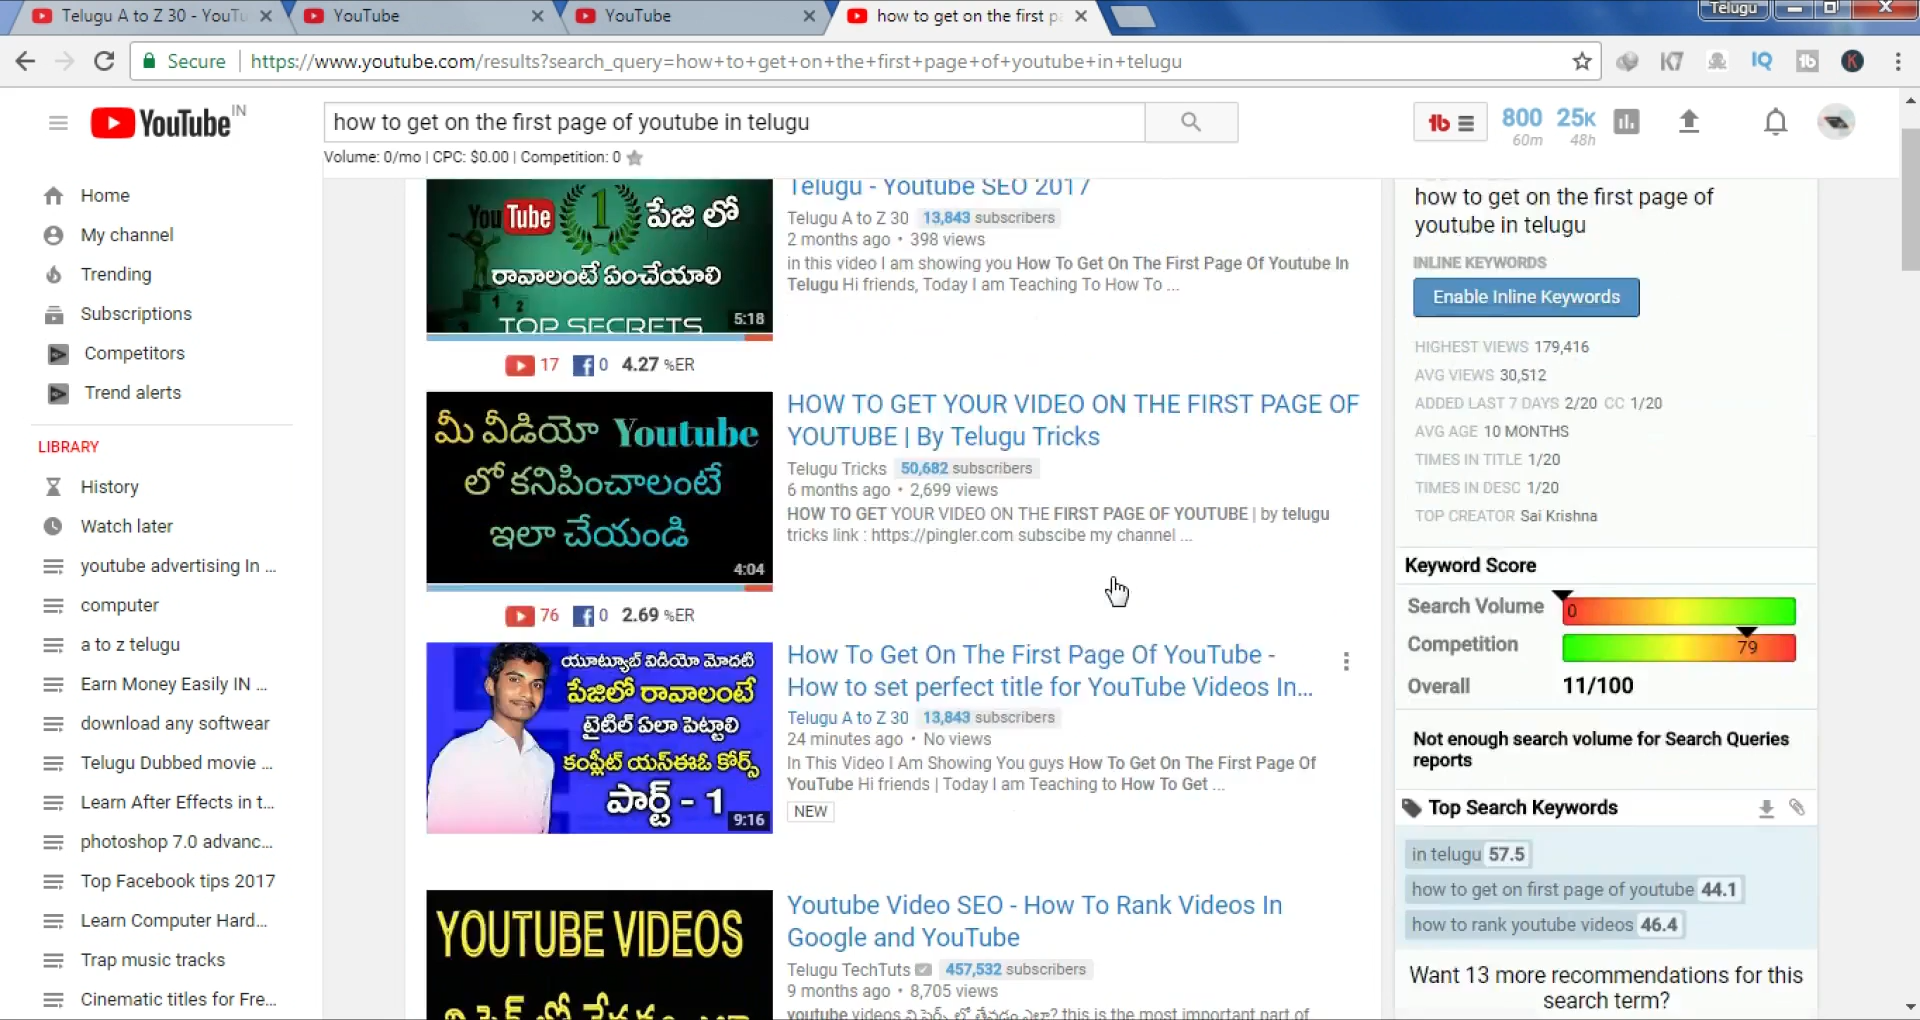 Telugu A to Z 30 - YouTu
YouTube
YouTube
how to get on the first p
Telugu
Secure
https://www.youtube.com/results?search_query=how+to+get+on+the+first+page+of+youtube+in+telugu
YouTube IN
how to get on the first page of youtube in telugu
800 60m
25K 48h
Volume: 0/mo | CPC: $0.00 | Competition: 0
Home
My channel
Trending
Subscriptions
Competitors
Trend alerts
LIBRARY
History
Watch later
youtube advertising In ...
computer
a to z telugu
Earn Money Easily IN ...
download any softwear
Telugu Dubbed movie ...
Learn After Effects in t...
photoshop 7.0 advanc...
Top Facebook tips 2017
Learn Computer Hard...
Trap music tracks
Cinematic titles for Fre...
YouTube 1 పేజి లో
రావాలంటే ఏంచేయాలి
TOP SECRETS
5:18
17 0 4.27 %ER
Telugu - Youtube SEO 2017
Telugu A to Z 30 13,843 subscribers
2 months ago • 398 views
in this video I am showing you How To Get On The First Page Of Youtube In
Telugu Hi friends, Today I am Teaching To How To ...
మీ వీడియో Youtube
లో కనిపించాలంటే
ఇలా చేయండి
4:04
76 0 2.69 %ER
HOW TO GET YOUR VIDEO ON THE FIRST PAGE OF
YOUTUBE | By Telugu Tricks
Telugu Tricks 50,682 subscribers
6 months ago • 2,699 views
HOW TO GET YOUR VIDEO ON THE FIRST PAGE OF YOUTUBE | by telugu
tricks link : https://pingler.com subscibe my channel ...
యూట్యూబ్ విడియో మొదటి
పేజిలో రావాలంటే
టైటిల్ ఏలా పెట్టాలి
కంప్లీట్ యస్ఈఓ కోర్స్
పార్ట్ - 1
9:16
How To Get On The First Page Of YouTube -
How to set perfect title for YouTube Videos In...
Telugu A to Z 30 13,843 subscribers
24 minutes ago • No views
In This Video I Am Showing You guys How To Get On The First Page Of
YouTube Hi friends | Today I am Teaching to How To Get ...
NEW
YOUTUBE VIDEOS
Youtube Video SEO - How To Rank Videos In
Google and YouTube
Telugu TechTuts 457,532 subscribers
9 months ago • 8,705 views
youtube videos ని ర్యాంక్ లో తేవడం ఎలా? this is the most important part of
how to get on the first page of
youtube in telugu
INLINE KEYWORDS
Enable Inline Keywords
HIGHEST VIEWS 179,416
AVG VIEWS 30,512
ADDED LAST 7 DAYS 2/20 CC 1/20
AVG AGE 10 MONTHS
TIMES IN TITLE 1/20
TIMES IN DESC 1/20
TOP CREATOR Sai Krishna
Keyword Score
Search Volume 0
Competition 79
Overall 11/100
Not enough search volume for Search Queries
reports
Top Search Keywords
in telugu 57.5
how to get on first page of youtube 44.1
how to rank youtube videos 46.4
Want 13 more recommendations for this
search term?